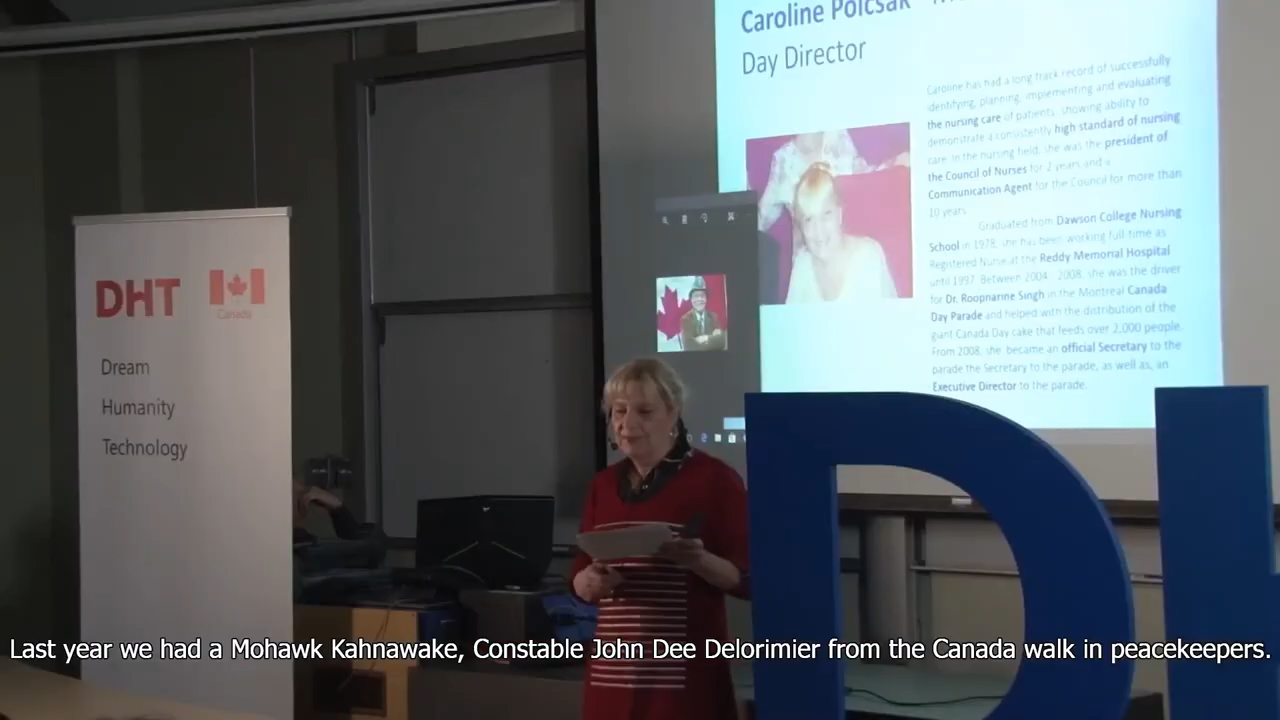 Caroline Polcsak
Day Director
Caroline has had a long track record of successfully
identifying, planning, implementing and evaluating
the nursing care of patients, showing ability to
demonstrate a consistently high standard of nursing
care. In the nursing field, she was the president of
the Council of Nurses for 2 years and a
Communication Agent for the Council for more than
10 years.
Graduated from Dawson College Nursing
School in 1978, she has been working full-time as
Registered Nurse at the Reddy Memorial Hospital
until 1997. Between 2004 - 2008, she was the driver
for Dr. Roopnarine Singh in the Montreal Canada
Day Parade and helped with the distribution of the
giant Canada Day cake that feeds over 2,000 people.
From 2008, she became an official Secretary to the
parade the Secretary to the parade, as well as, an
Executive Director to the parade.
DHT
Canada
Dream
Humanity
Technology
D
Last year we had a Mohawk Kahnawake, Constable John Dee Delorimier from the Canada walk in peacekeepers.